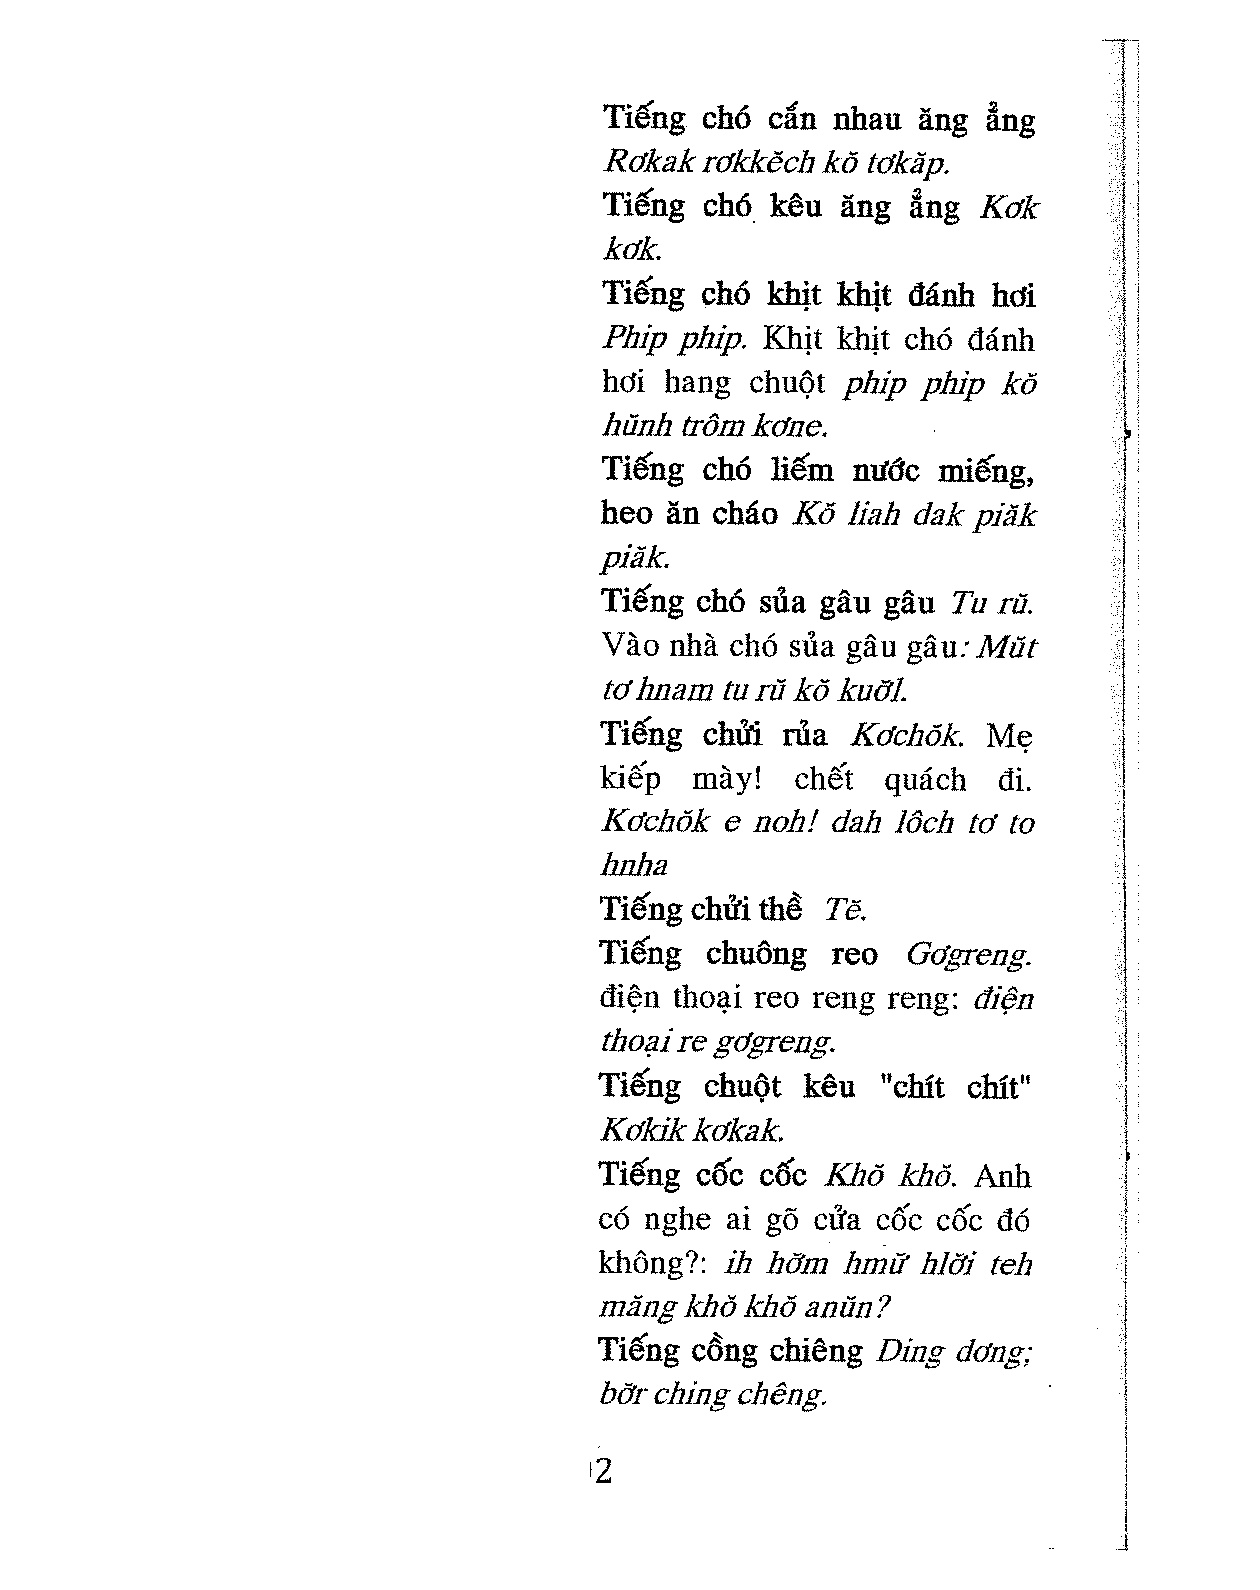 Tiếng chó cắn nhau ăng ẳng
Rơkak rơkkĕch kŏ tơkăp.
Tiếng chó kêu ăng ẳng Kơk
kơk.
Tiếng chó khịt khịt đánh hơi
Phip phip. Khịt khịt chó đánh
hơi hang chuột phip phip kŏ
hŭnh trôm kơne.
Tiếng chó liếm nước miếng,
heo ăn cháo Kŏ liah dak piăk
piăk.
Tiếng chó sủa gâu gâu Tu rŭ.
Vào nhà chó sủa gâu gâu: Mŭt
tơ hnam tu rŭ kŏ kuơ̆l.
Tiếng chửi rủa Kơchŏk. Mẹ
kiếp mày! chết quách đi.
Kơchŏk e noh! dah lôch tơ to
hnha
Tiếng chửi thề Tĕ.
Tiếng chuông reo Gơgreng.
điện thoại reo reng reng: điện
thoại re gơgreng.
Tiếng chuột kêu "chít chít"
Kơkik kơkak.
Tiếng cốc cốc Khŏ khŏ. Anh
có nghe ai gõ cửa cốc cốc đó
không?: ih hơ̆m hmư̆ hlơ̆i teh
măng khŏ khŏ anŭn?
Tiếng cồng chiêng Ding dơng;
bơ̆r ching chêng.
2